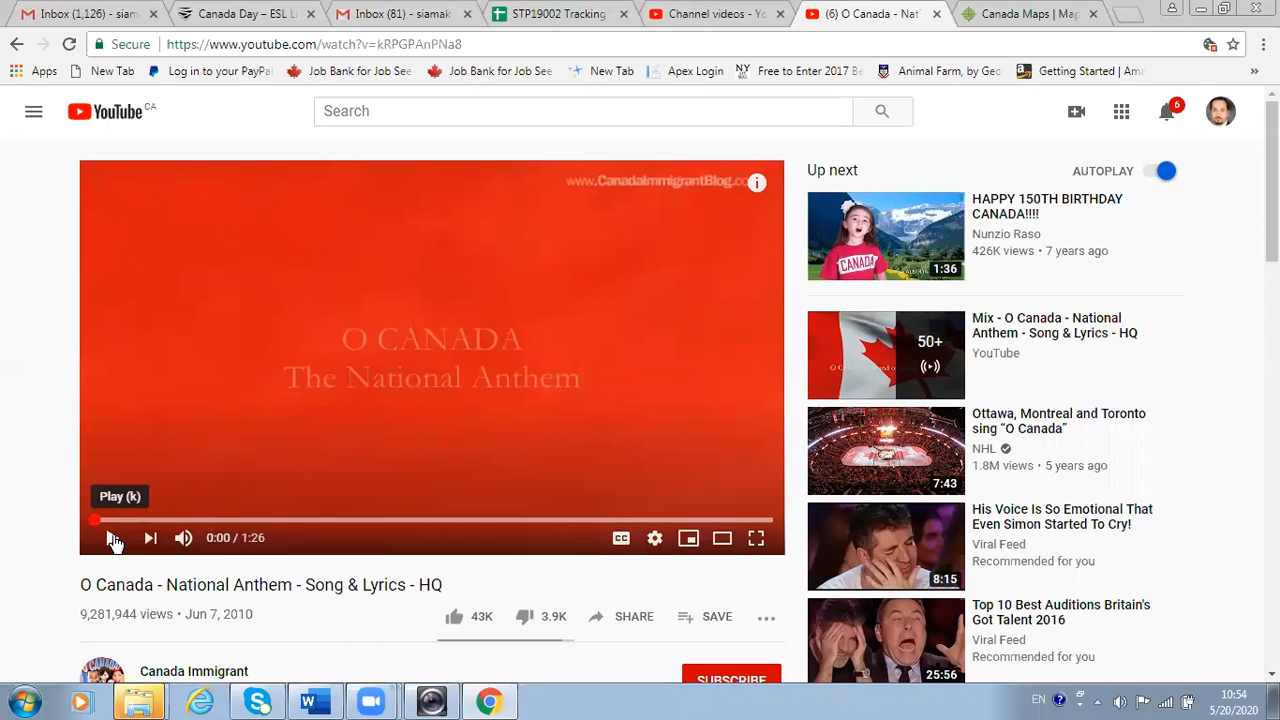 Inbox (1,126) - siam
Canada Day – ESL L
Inbox (81) - siamak
STP19002 Tracking
Channel videos - Yo
(6) O Canada - Nati
Canada Maps | Map
Secure
https://www.youtube.com/watch?v=kRPGPAnPNa8
Apps
New Tab
Log in to your PayPal
Job Bank for Job See
Job Bank for Job See
New Tab
Apex Login
NY
Free to Enter 2017 Be
Animal Farm, by Geo
Getting Started | Am
»
YouTube CA
Search
6
www.CanadaImmigrantBlog.co
O CANADA
The National Anthem
Play (k)
0:00 / 1:26
CC
O Canada - National Anthem - Song & Lyrics - HQ
9,281,944 views • Jun 7, 2010
43K
3.9K
SHARE
SAVE
Canada Immigrant
SUBSCRIBE
Up next
AUTOPLAY
CANADA
1:36
HAPPY 150TH BIRTHDAY
CANADA!!!!
Nunzio Raso
426K views • 7 years ago
50+
Mix - O Canada - National
Anthem - Song & Lyrics - HQ
YouTube
7:43
Ottawa, Montreal and Toronto
sing “O Canada”
NHL
1.8M views • 5 years ago
8:15
His Voice Is So Emotional That
Even Simon Started To Cry!
Viral Feed
Recommended for you
25:56
Top 10 Best Auditions Britain's
Got Talent 2016
Viral Feed
Recommended for you
EN
10:54
5/20/2020